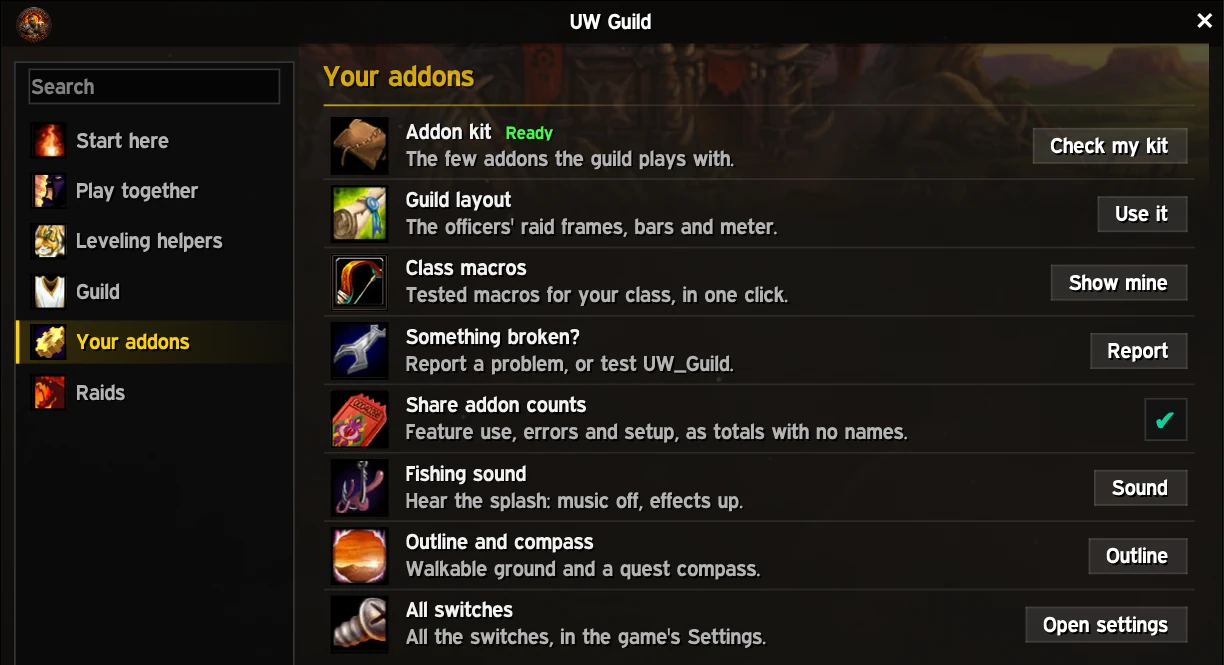 UW Guild
Search
Start here
Play together
Leveling helpers
Guild
Your addons
Raids
Your addons
Addon kit Ready
The few addons the guild plays with.
Check my kit
Guild layout
The officers' raid frames, bars and meter.
Use it
Class macros
Tested macros for your class, in one click.
Show mine
Something broken?
Report a problem, or test UW_Guild.
Report
Share addon counts
Feature use, errors and setup, as totals with no names.
Fishing sound
Hear the splash: music off, effects up.
Sound
Outline and compass
Walkable ground and a quest compass.
Outline
All switches
All the switches, in the game's Settings.
Open settings